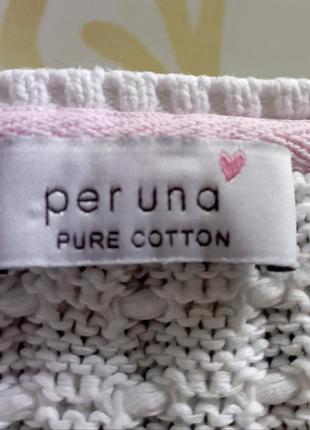 per una
PURE COTTON